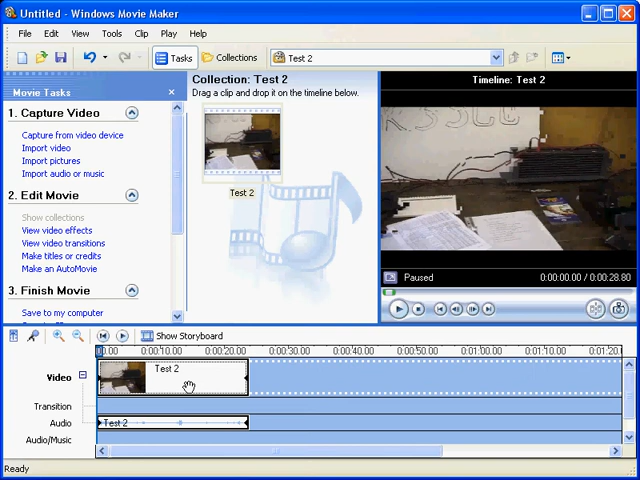 Untitled - Windows Movie Maker
File Edit View Tools Clip Play Help
Tasks Collections Test 2
Movie Tasks
1. Capture Video
Capture from video device
Import video
Import pictures
Import audio or music
2. Edit Movie
Show collections
View video effects
View video transitions
Make titles or credits
Make an AutoMovie
3. Finish Movie
Save to my computer
Collection: Test 2
Drag a clip and drop it on the timeline below.
Test 2
Timeline: Test 2
Paused 0:00:00.00 / 0:00:28.80
Show Storyboard
00:00 0:00:10.00 0:00:20.00 0:00:30.00 0:00:40.00 0:00:50.00 0:01:00.00 0:01:10.00 0:01:20.0
Video Test 2
Transition
Audio Test 2
Audio/Music
Ready